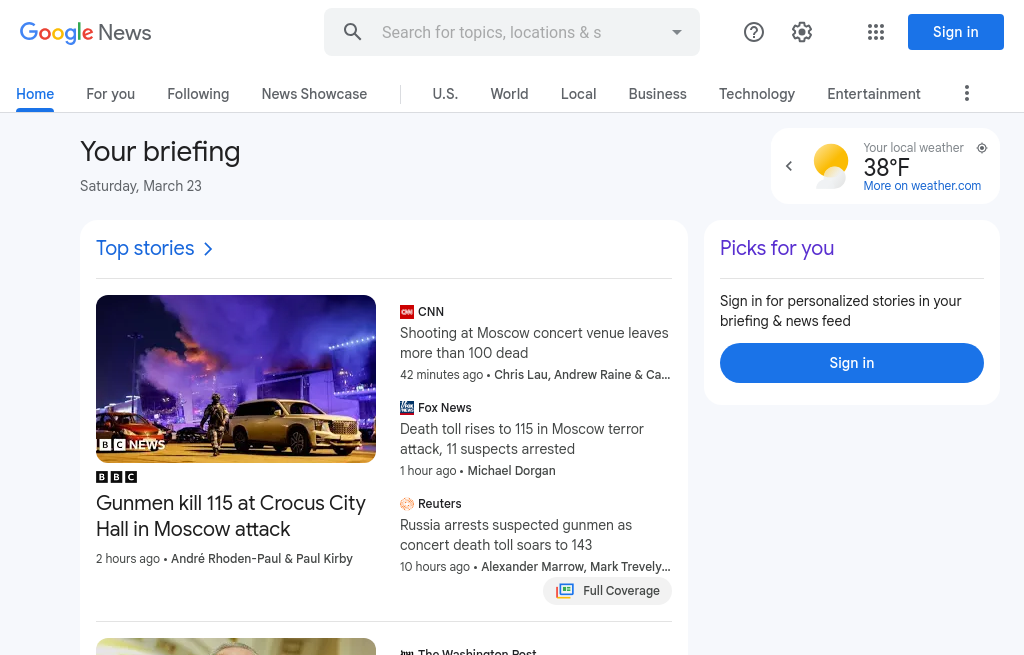 Google News
Search for topics, locations & s
Sign in
Home
For you
Following
News Showcase
U.S.
World
Local
Business
Technology
Entertainment
Your briefing
Saturday, March 23
Your local weather
38°F
More on weather.com
Top stories
Picks for you
Sign in for personalized stories in your
briefing & news feed
Sign in
BBC NEWS
BBC
Gunmen kill 115 at Crocus City
Hall in Moscow attack
2 hours ago • André Rhoden-Paul & Paul Kirby
CNN
CNN
Shooting at Moscow concert venue leaves
more than 100 dead
42 minutes ago • Chris Lau, Andrew Raine & Ca...
Fox News
Death toll rises to 115 in Moscow terror
attack, 11 suspects arrested
1 hour ago • Michael Dorgan
Reuters
Russia arrests suspected gunmen as
concert death toll soars to 143
10 hours ago • Alexander Marrow, Mark Trevely...
Full Coverage
The Washington Post